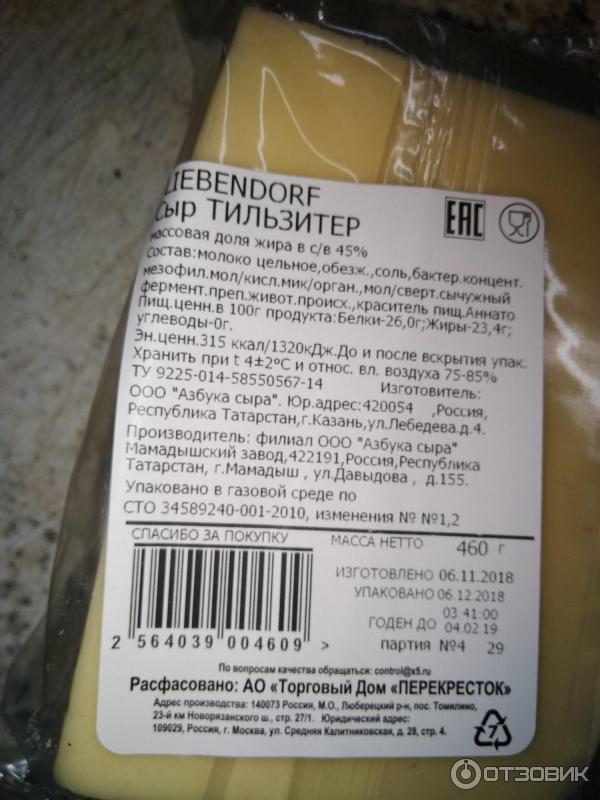 LIEBENDORF
Сыр ТИЛЬЗИТЕР
массовая доля жира в с/в 45%
Состав:молоко цельное,обезж.,соль,бактер.концент.
мезофил.мол/кисл.мик/орган.,мол/сверт.сычужный
фермент.преп.живот.происх.,краситель пищ.Аннато
Пищ.ценн.в 100г продукта:Белки-26,0г;Жиры-23,4г;
углеводы-0г.
Эн.ценн.315 ккал/1320кДж.До и после вскрытия упак.
Хранить при t 4±2°C и относ. вл. воздуха 75-85%
ТУ 9225-014-58550567-14 Изготовитель:
ООО "Азбука сыра". Юр.адрес:420054 ,Россия,
Республика Татарстан,г.Казань,ул.Лебедева.д.4.
Производитель: филиал ООО "Азбука сыра"
Мамадышский завод,422191,Россия,Республика
Татарстан, г.Мамадыш , ул.Давыдова , д.155.
Упаковано в газовой среде по
СТО 34589240-001-2010, изменения № №1,2
СПАСИБО ЗА ПОКУПКУ
МАССА НЕТТО 460 г
ИЗГОТОВЛЕНО 06.11.2018
УПАКОВАНО 06.12.2018
03:41:00
ГОДЕН ДО 04.02.19
партия №4 29
2 564039 004609 >
По вопросам качества обращаться: control@x5.ru
Расфасовано: АО «Торговый Дом «ПЕРЕКРЕСТОК»
Адрес производства: 140073 Россия, М.О., Люберецкий р-н, пос. Томилино,
23-й км Новорязанского ш., стр. 27/1. Юридический адрес:
109029, Россия, г. Москва, ул. Средняя Калитниковская, д. 28, стр. 4.
EAC
7
ОТЗОВИК